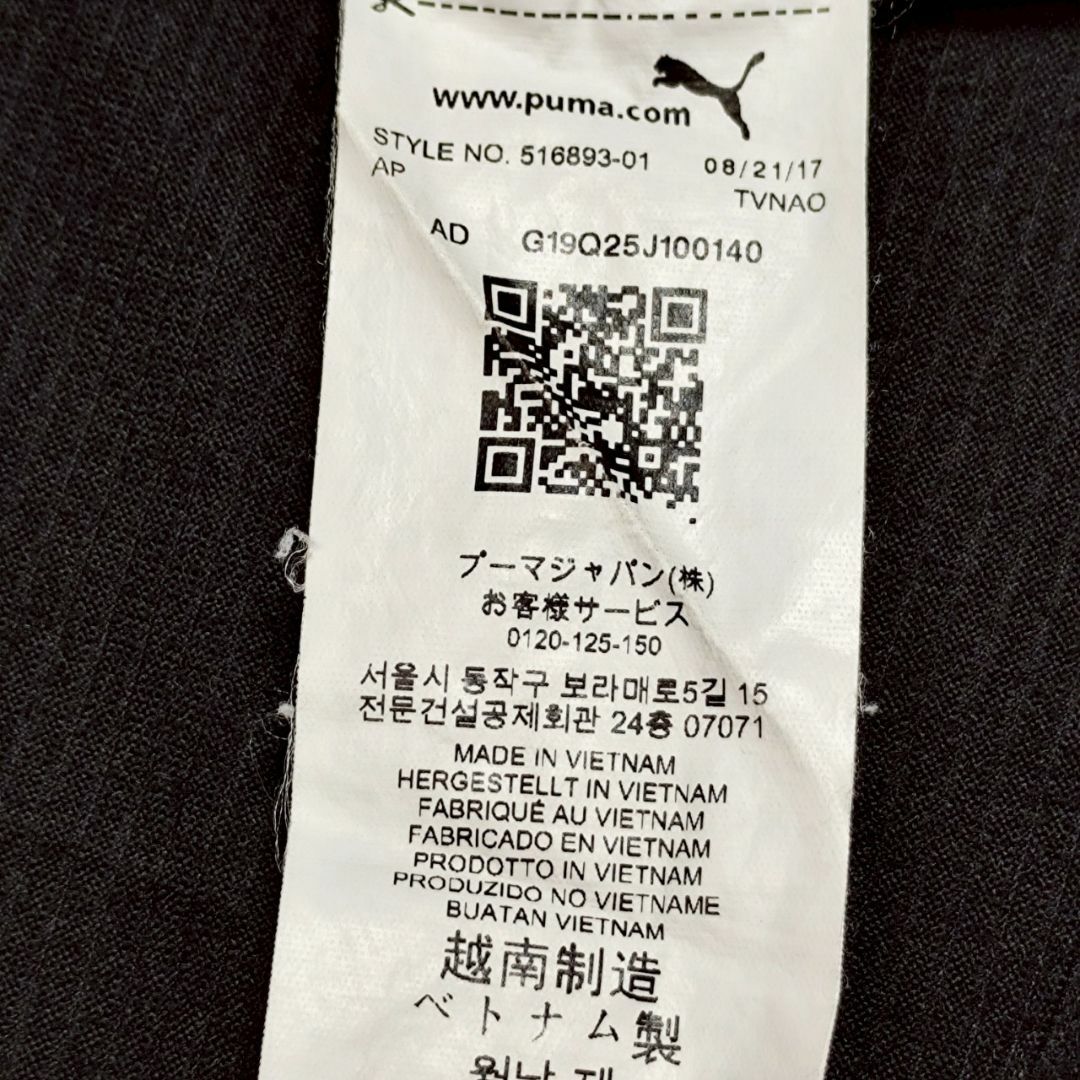 www.puma.com
STYLE NO. 516893-01 08/21/17
AP TVNAO
AD G19Q25J100140
プーマジャパン(株)
お客様サービス
0120-125-150
서울시 동작구 보라매로5길 15
전문건설공제회관 24층 07071
MADE IN VIETNAM
HERGESTELLT IN VIETNAM
FABRIQUÉ AU VIETNAM
FABRICADO EN VIETNAM
PRODOTTO IN VIETNAM
PRODUZIDO NO VIETNAME
BUATAN VIETNAM
越南制造
ベトナム製